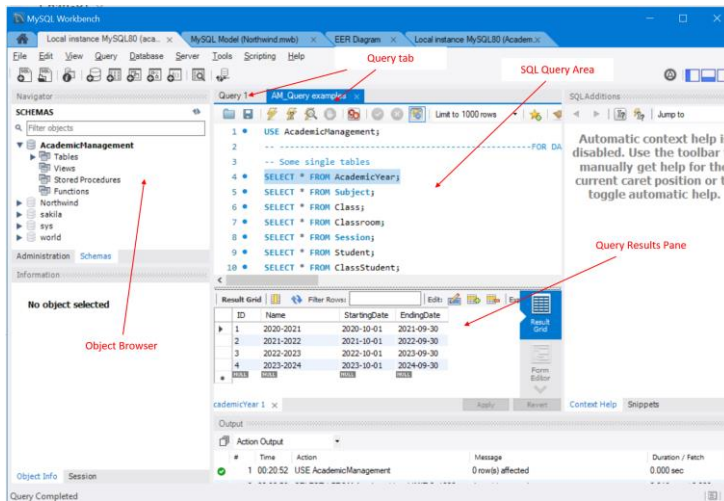 MySQL Workbench
Local instance MySQL80 (aca.. × MySQL Model (Northwind.mwb) × EER Diagram × Local instance MySQL80 (Academ.×
File Edit View Query Database Server Tools Scripting Help
Query tab
SQL Query Area
Navigator
SCHEMAS
Filter objects
AcademicManagement
Tables
Views
Stored Procedures
Functions
Northwind
sakila
sys
world
Administration Schemas
Information
No object selected
Object Browser
Object Info Session
Query 1 AM_Query examples ×
Limit to 1000 rows
1 USE AcademicManagement;
2 -- ----------------------------------------FOR DA
3 -- Some single tables
4 SELECT * FROM AcademicYear;
5 SELECT * FROM Subject;
6 SELECT * FROM Class;
7 SELECT * FROM Classroom;
8 SELECT * FROM Session;
9 SELECT * FROM Student;
10 SELECT * FROM ClassStudent;
Query Results Pane
Result Grid Filter Rows: Edit:
ID Name StartingDate EndingDate
1 2020-2021 2020-10-01 2021-09-30
2 2021-2022 2021-10-01 2022-09-30
3 2022-2023 2022-10-01 2023-09-30
4 2023-2024 2023-10-01 2024-09-30
NULL NULL NULL NULL
Result Grid
Form Editor
cademicYear 1 × Apply Revert
SQLAdditions
Jump to
Automatic context help i
disabled. Use the toolbar
manually get help for the
current caret position or t
toggle automatic help.
Context Help Snippets
Output
Action Output
# Time Action Message Duration / Fetch
1 00:20:52 USE AcademicManagement 0 row(s) affected 0.000 sec
Query Completed